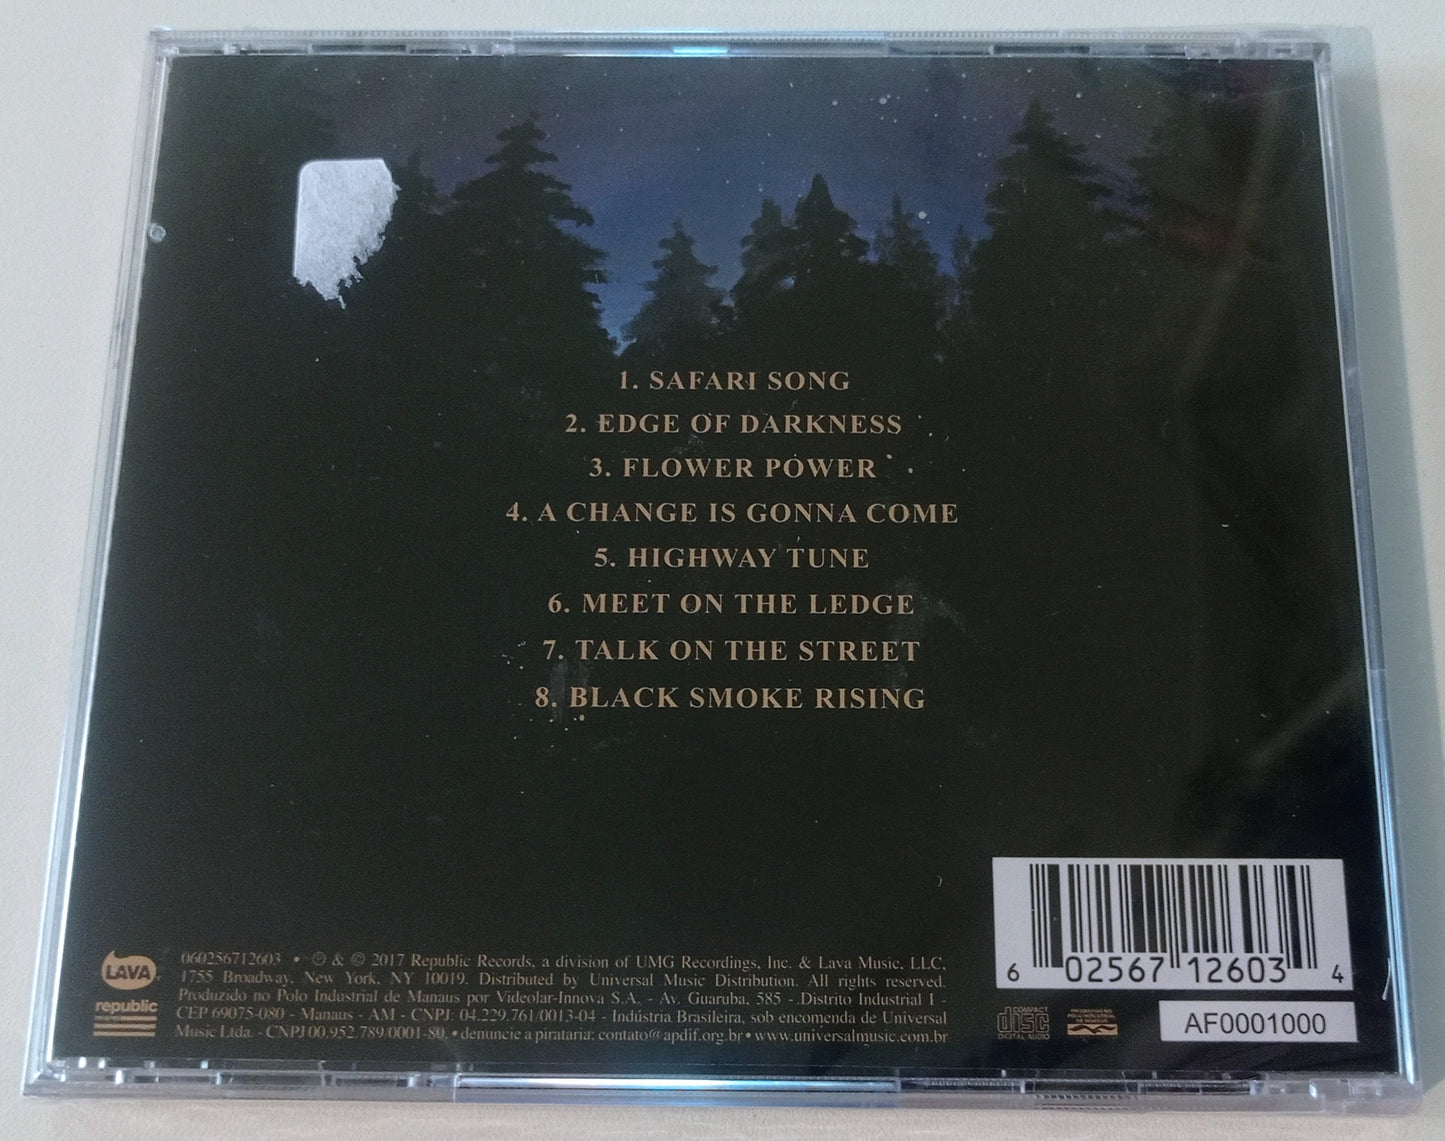 1. SAFARI SONG
2. EDGE OF DARKNESS
3. FLOWER POWER
4. A CHANGE IS GONNA COME
5. HIGHWAY TUNE
6. MEET ON THE LEDGE
7. TALK ON THE STREET
8. BLACK SMOKE RISING
LAVA
republic
060256712603 • ℗ & © 2017 Republic Records, a division of UMG Recordings, Inc. & Lava Music, LLC,
1755 Broadway, New York, NY 10019. Distributed by Universal Music Distribution. All rights reserved.
Produzido no Polo Industrial de Manaus por Videolar-Innova S.A. - Av. Guaruba, 585 - Distrito Industrial I -
CEP 69075-080 - Manaus - AM - CNPJ: 04.229.761/0013-04 - Indústria Brasileira, sob encomenda de Universal
Music Ltda. - CNPJ 00.952.789/0001-80. • denuncie a pirataria: contato@apdif.org.br • www.universalmusic.com.br
6 02567 12603 4
COMPACT
disc
DIGITAL AUDIO
AF0001000